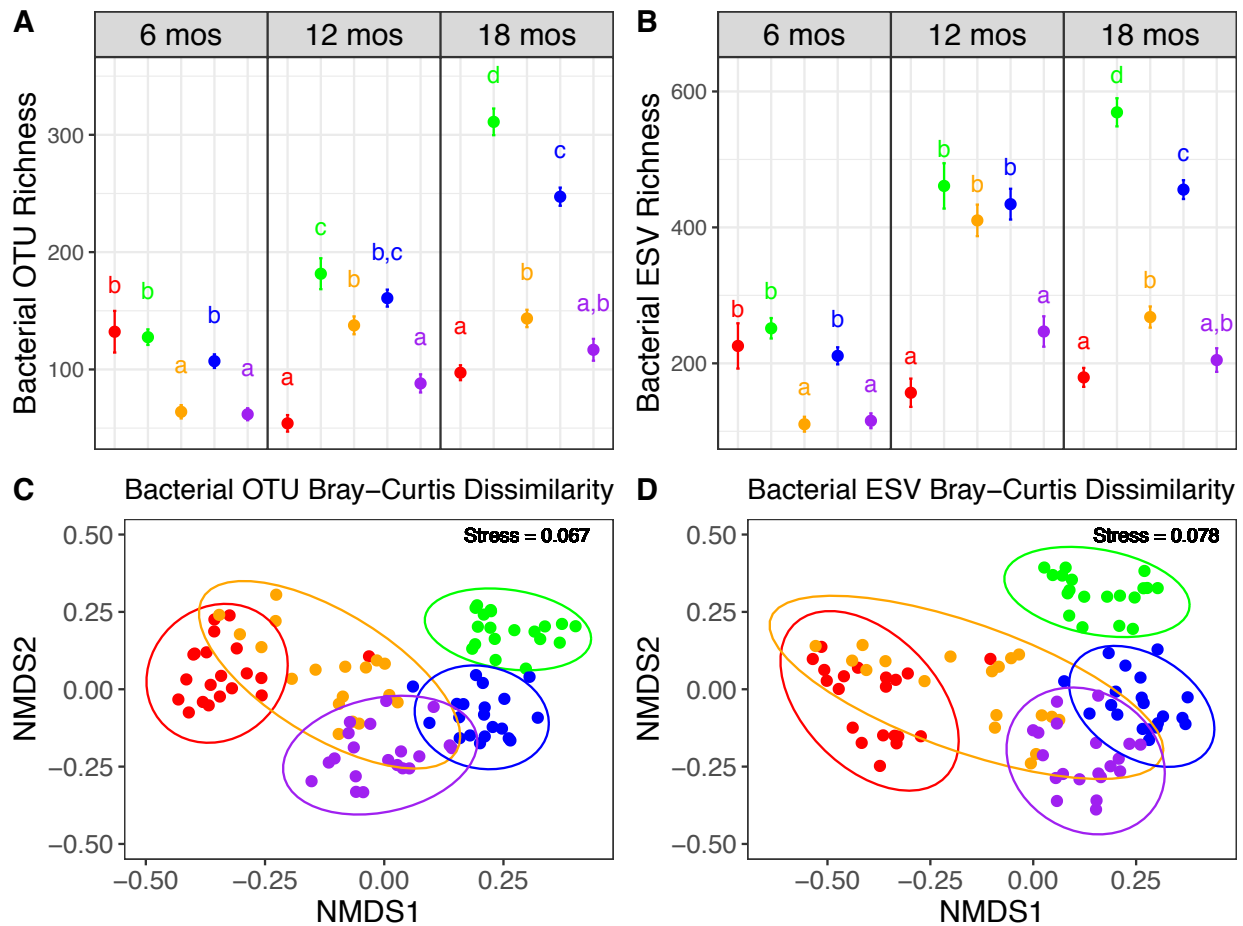 A
6 mos 12 mos 18 mos
Bacterial OTU Richness
300
200
100
b b a b a
a c b b,c a
a d b c a,b
B
6 mos 12 mos 18 mos
Bacterial ESV Richness
600
400
200
b b a b a
a b b b a
a d b c a,b
C Bacterial OTU Bray−Curtis Dissimilarity
Stress = 0.067
NMDS2
0.50
0.25
0.00
−0.25
−0.50
−0.50 −0.25 0.00 0.25
NMDS1
D Bacterial ESV Bray−Curtis Dissimilarity
Stress = 0.078
NMDS2
0.50
0.25
0.00
−0.25
−0.50
−0.50 −0.25 0.00 0.25
NMDS1